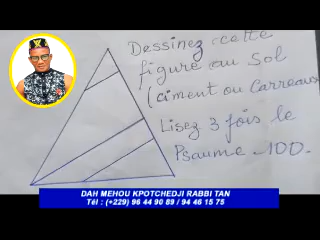 Dessinez cette
figure au sol
(ciment ou carreaux
Lisez 3 fois le
Psaume 100.
DAH MEHOU KPOTCHEDJI RABBI TAN
Tél : (+229) 96 44 90 89 / 94 46 15 75